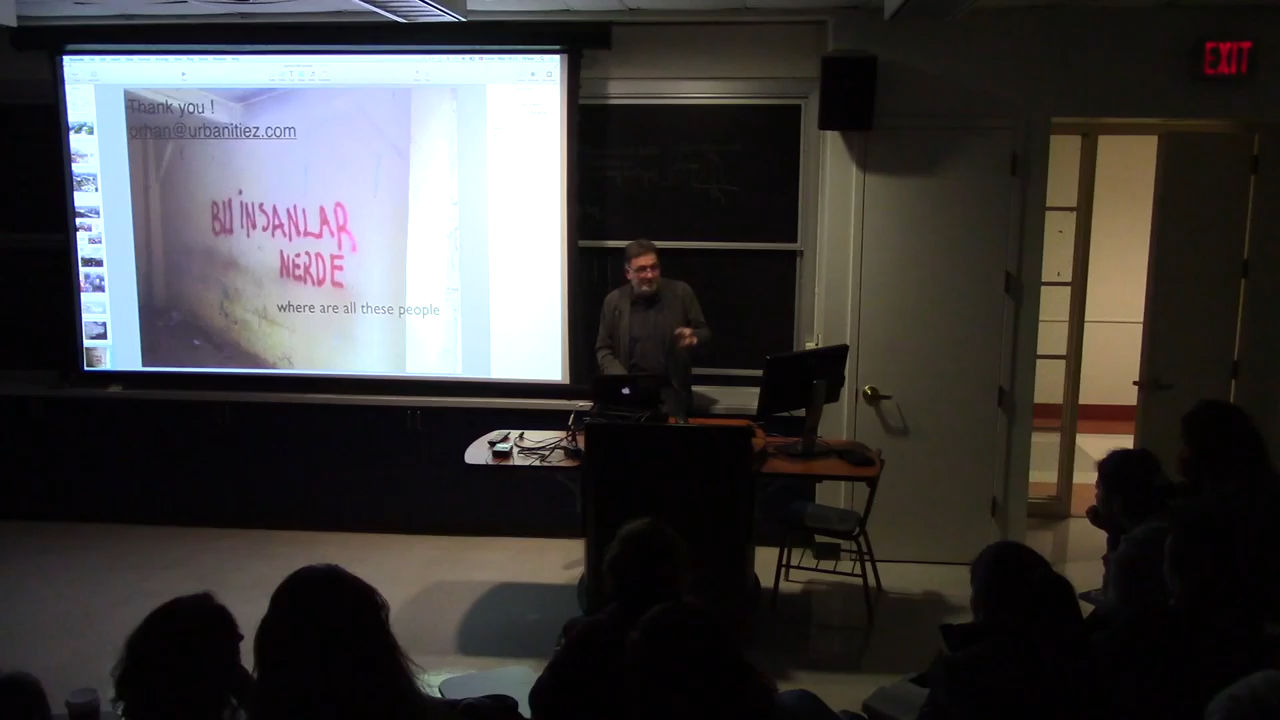 Thank you !
orhan@urbanitiez.com
BU İNSANLAR
NERDE
where are all these people
EXIT